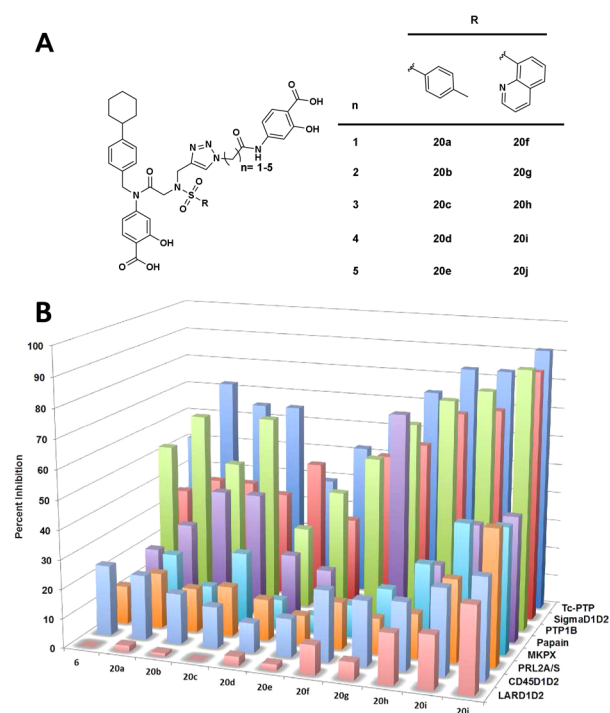 A
R
n
1 20a 20f
2 20b 20g
3 20c 20h
4 20d 20i
5 20e 20j
N
O
OH
OH
N
N
N
O
N
H
n= 1-5
O
N
N
S
O
O
R
OH
O
OH
B
100
90
80
70
60
50
40
30
20
10
0
Percent Inhibition
6 20a 20b 20c 20d 20e 20f 20g 20h 20i 20j
Tc-PTP
SigmaD1D2
PTP1B
Papain
MKPX
PRL2A/S
CD45D1D2
LARD1D2